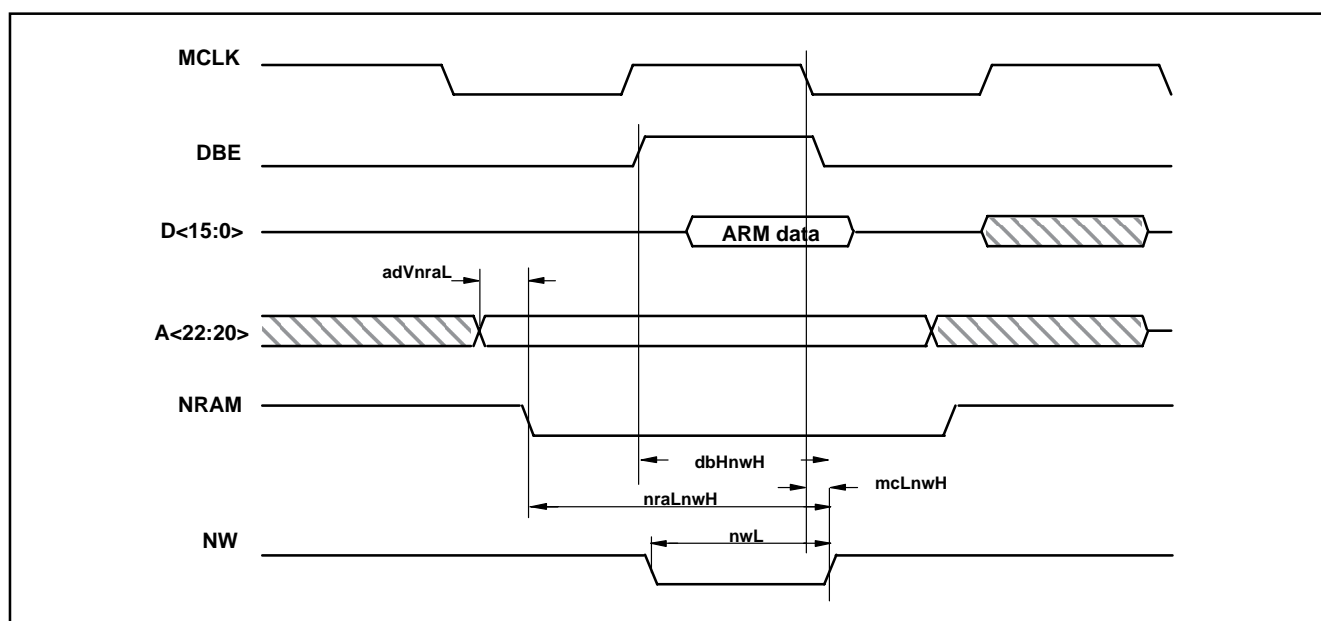 MCLK
DBE
D<15:0>
ARM data
adVnraL
A<22:20>
NRAM
dbHnwH
mcLnwH
nraLnwH
nwL
NW